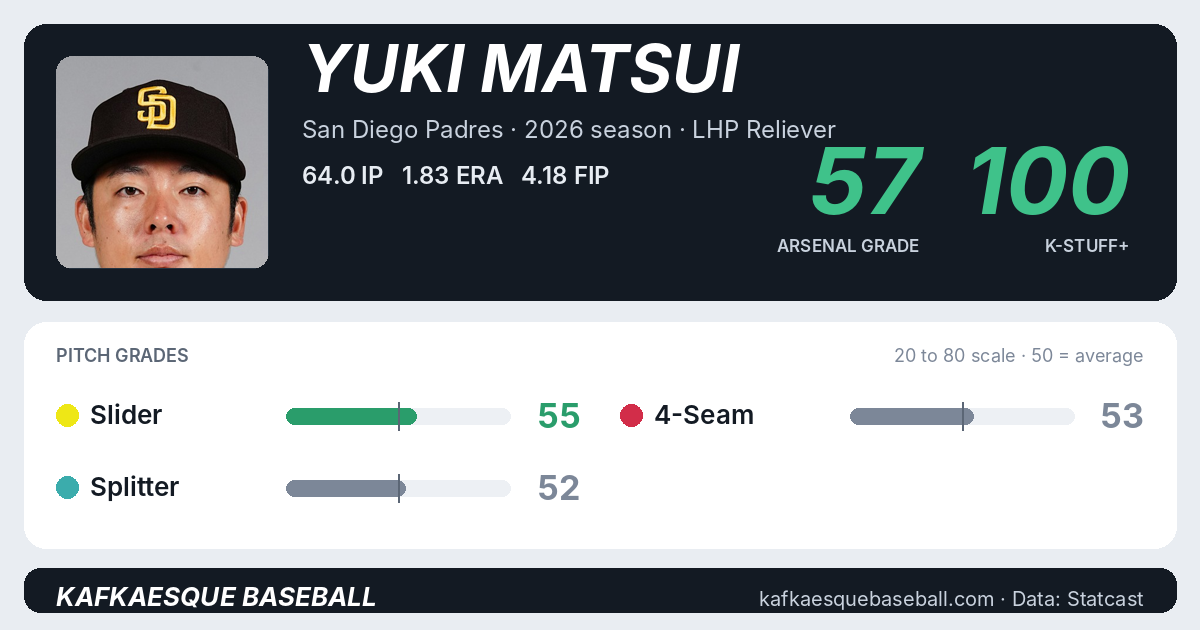 SD
YUKI MATSUI
San Diego Padres · 2026 season · LHP Reliever
64.0 IP 1.83 ERA 4.18 FIP
57 100
ARSENAL GRADE K-STUFF+
PITCH GRADES 20 to 80 scale · 50 = average
Slider 55 4-Seam 53
Splitter 52
KAFKAESQUE BASEBALL kafkaesquebaseball.com · Data: Statcast